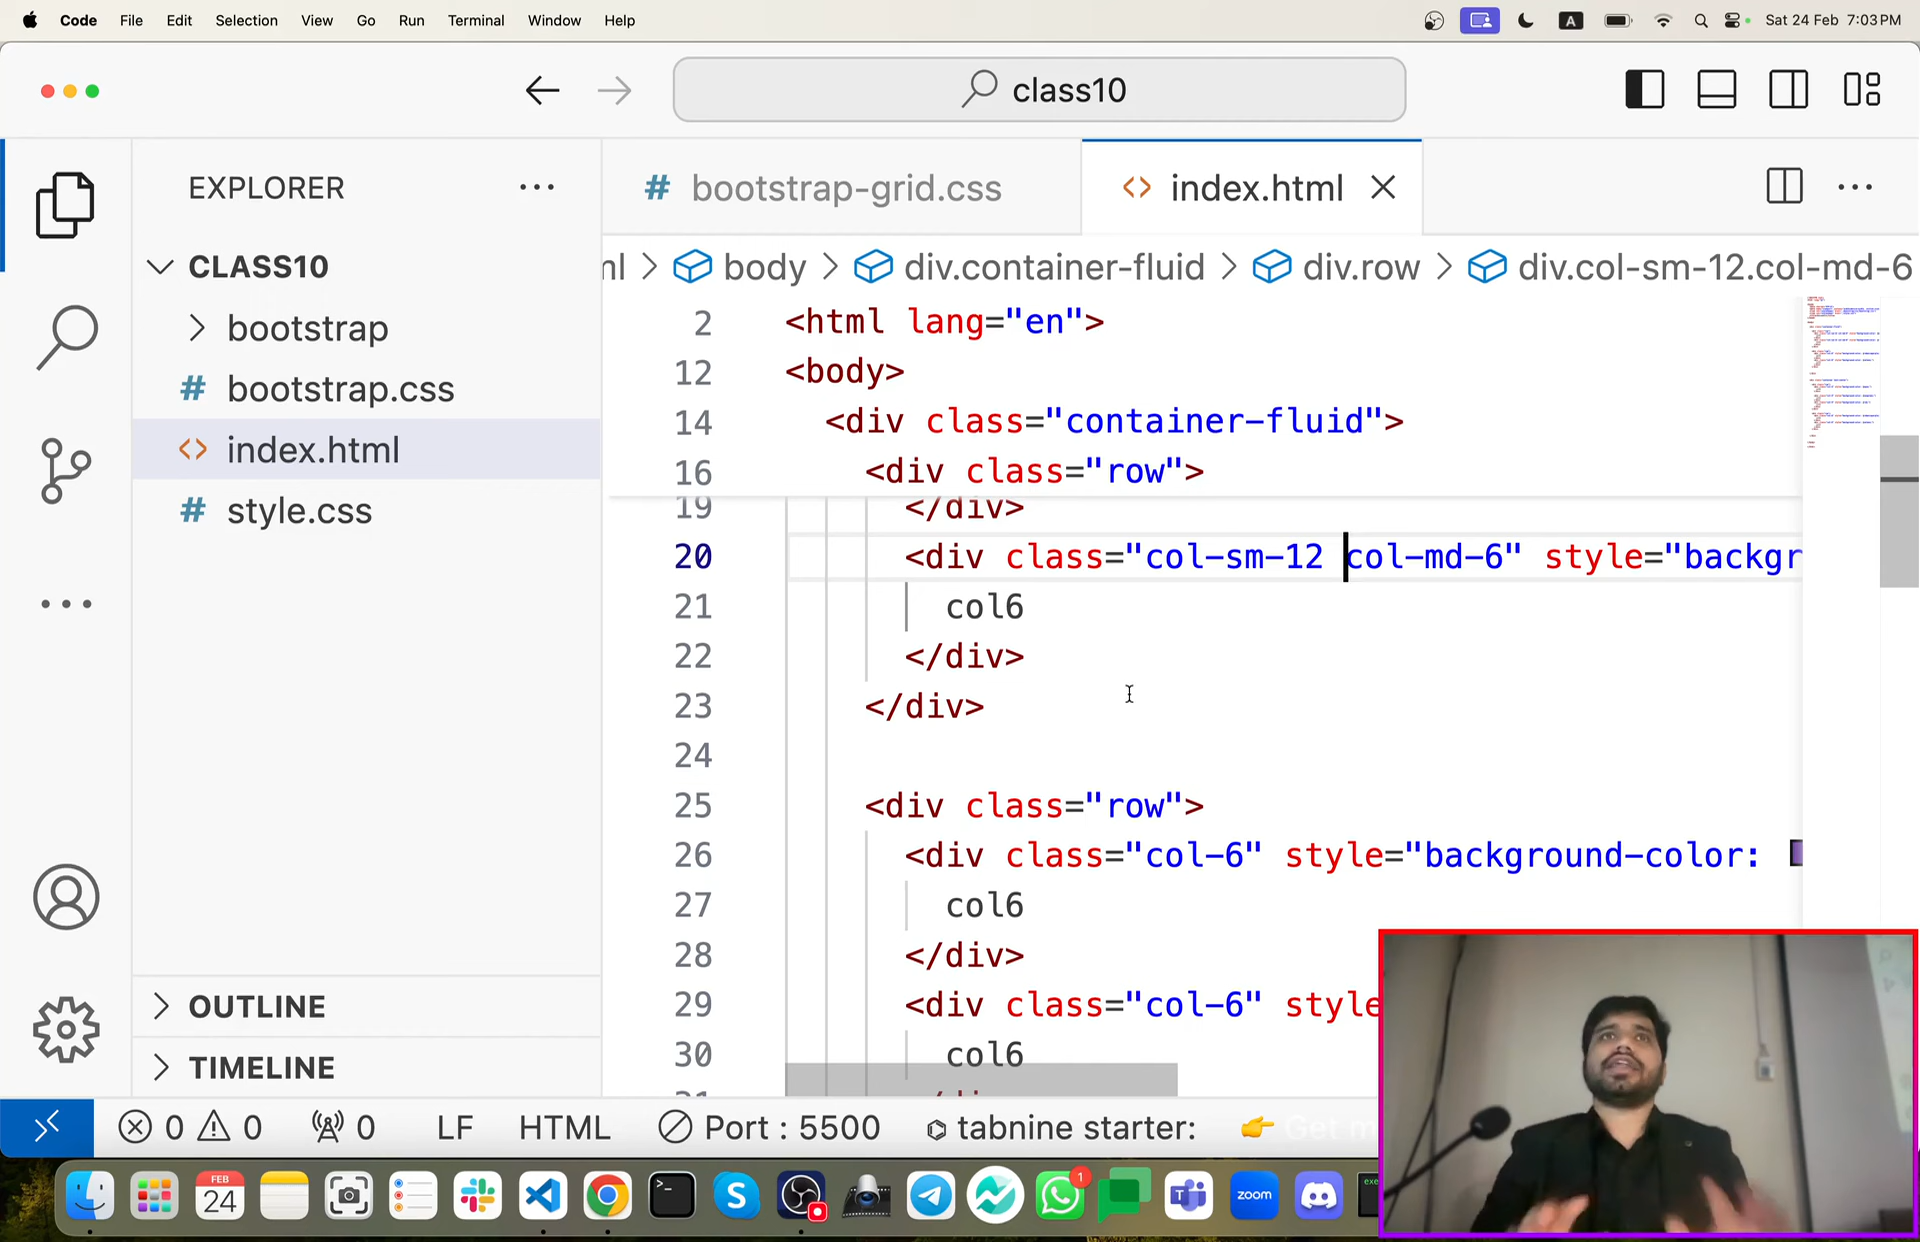 Code File Edit Selection View Go Run Terminal Window Help
A
Sat 24 Feb 7:03 PM
class10
EXPLORER
bootstrap-grid.css
index.html
CLASS10
bootstrap
bootstrap.css
index.html
style.css
OUTLINE
TIMELINE
body > div.container-fluid > div.row > div.col-sm-12.col-md-6
2 <html lang="en">
12 <body>
14 <div class="container-fluid">
16 <div class="row">
19 </div>
20 <div class="col-sm-12 col-md-6" style="backgr
21 col6
22 </div>
23 </div>
24
25 <div class="row">
26 <div class="col-6" style="background-color:
27 col6
28 </div>
29 <div class="col-6" style
30 col6
0 0 0 LF HTML Port : 5500 tabnine starter: Get
FEB
24
1
zoom